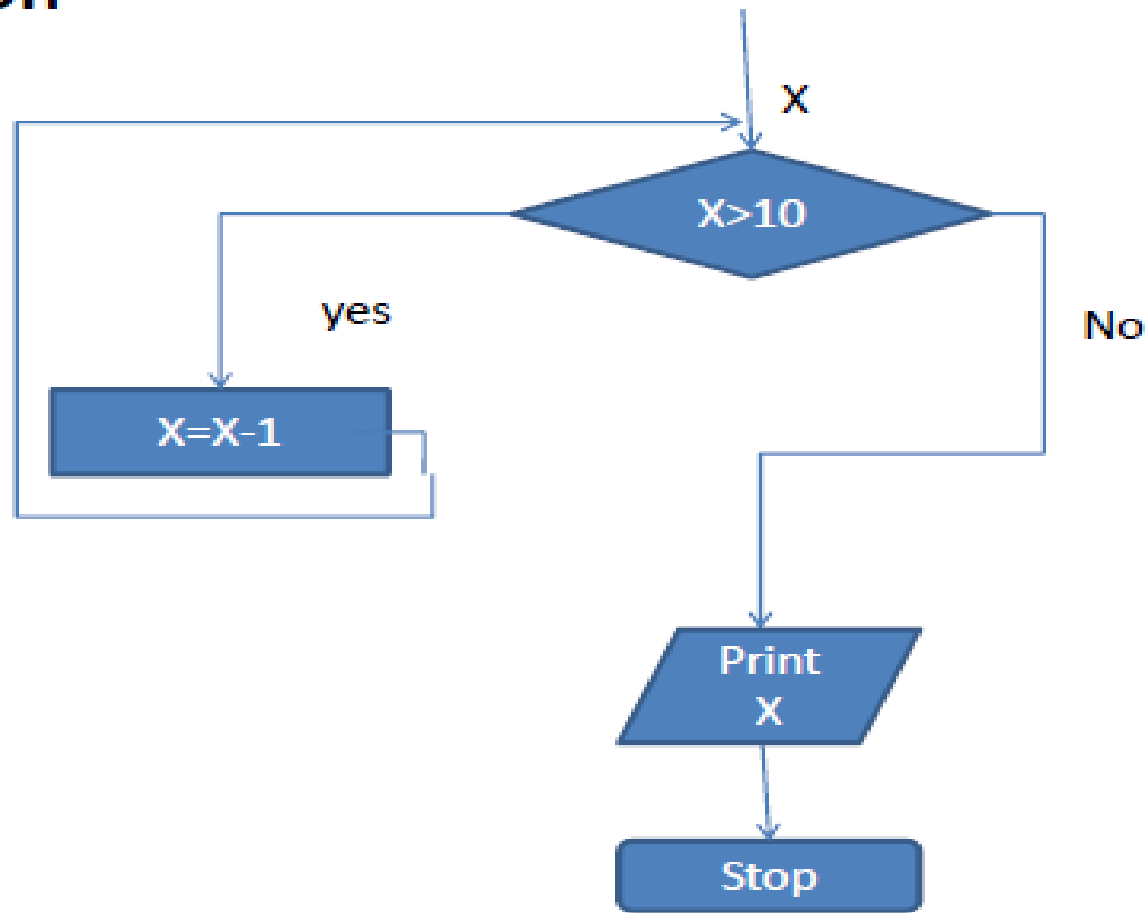 X
X>10
yes
No
X=X-1
Print
X
Stop